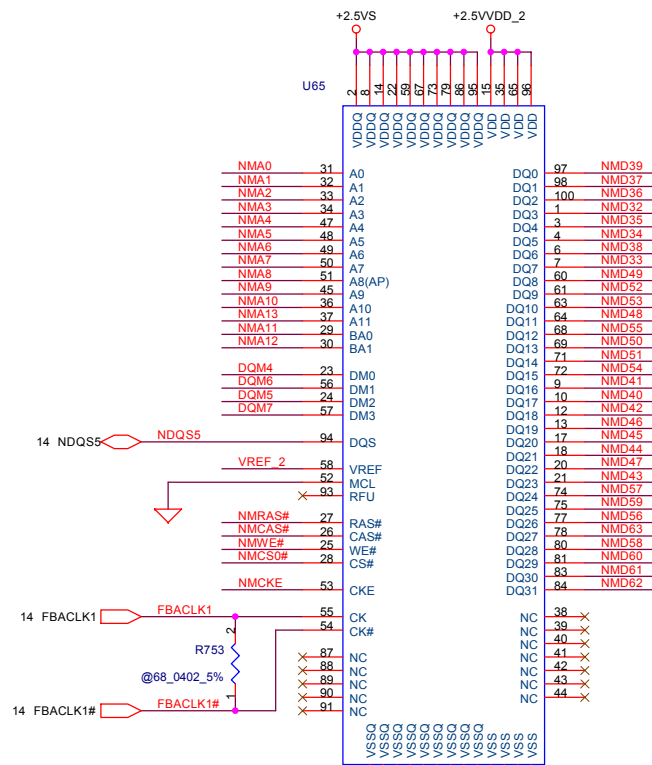 +2.5VS +2.5VVDD_2
U65
2 8 14 22 59 67 73 79 86 95 15 35 65 96
VDDQ VDDQ VDDQ VDDQ VDDQ VDDQ VDDQ VDDQ VDDQ VDDQ VDD VDD VDD VDD
NMA0 31 A0 DQ0 97 NMD39
NMA1 32 A1 DQ1 98 NMD37
NMA2 33 A2 DQ2 100 NMD36
NMA3 34 A3 DQ3 1 NMD32
NMA4 47 A4 DQ4 3 NMD35
NMA5 48 A5 DQ5 4 NMD34
NMA6 49 A6 DQ6 6 NMD38
NMA7 50 A7 DQ7 7 NMD33
NMA8 51 A8(AP) DQ8 60 NMD49
NMA9 45 A9 DQ9 61 NMD52
NMA10 36 A10 DQ10 63 NMD53
NMA13 37 A11 DQ11 64 NMD48
NMA11 29 BA0 DQ12 68 NMD55
NMA12 30 BA1 DQ13 69 NMD50
DQ14 71 NMD51
DQM4 23 DM0 DQ15 72 NMD54
DQM6 56 DM1 DQ16 9 NMD41
DQM5 24 DM2 DQ17 10 NMD40
DQM7 57 DM3 DQ18 12 NMD42
DQ19 13 NMD46
14 NDQS5 NDQS5 94 DQS DQ20 17 NMD45
DQ21 18 NMD44
VREF_2 58 VREF DQ22 20 NMD47
52 MCL DQ23 21 NMD43
93 RFU DQ24 74 NMD57
DQ25 75 NMD59
NMRAS# 27 RAS# DQ26 77 NMD56
NMCAS# 26 CAS# DQ27 78 NMD63
NMWE# 25 WE# DQ28 80 NMD58
NMCS0# 28 CS# DQ29 81 NMD60
DQ30 83 NMD61
NMCKE 53 CKE DQ31 84 NMD62
14 FBACLK1 FBACLK1 55 CK NC 38
54 CK# NC 39
2 NC 40
R753 87 NC NC 41
88 NC NC 42
@68_0402_5% 89 NC NC 43
1 90 NC NC 44
14 FBACLK1# FBACLK1# 91 NC
VSSQ VSSQ VSSQ VSSQ VSSQ VSSQ VSSQ VSSQ VSSQ VSSQ VSS VSS VSS VSS